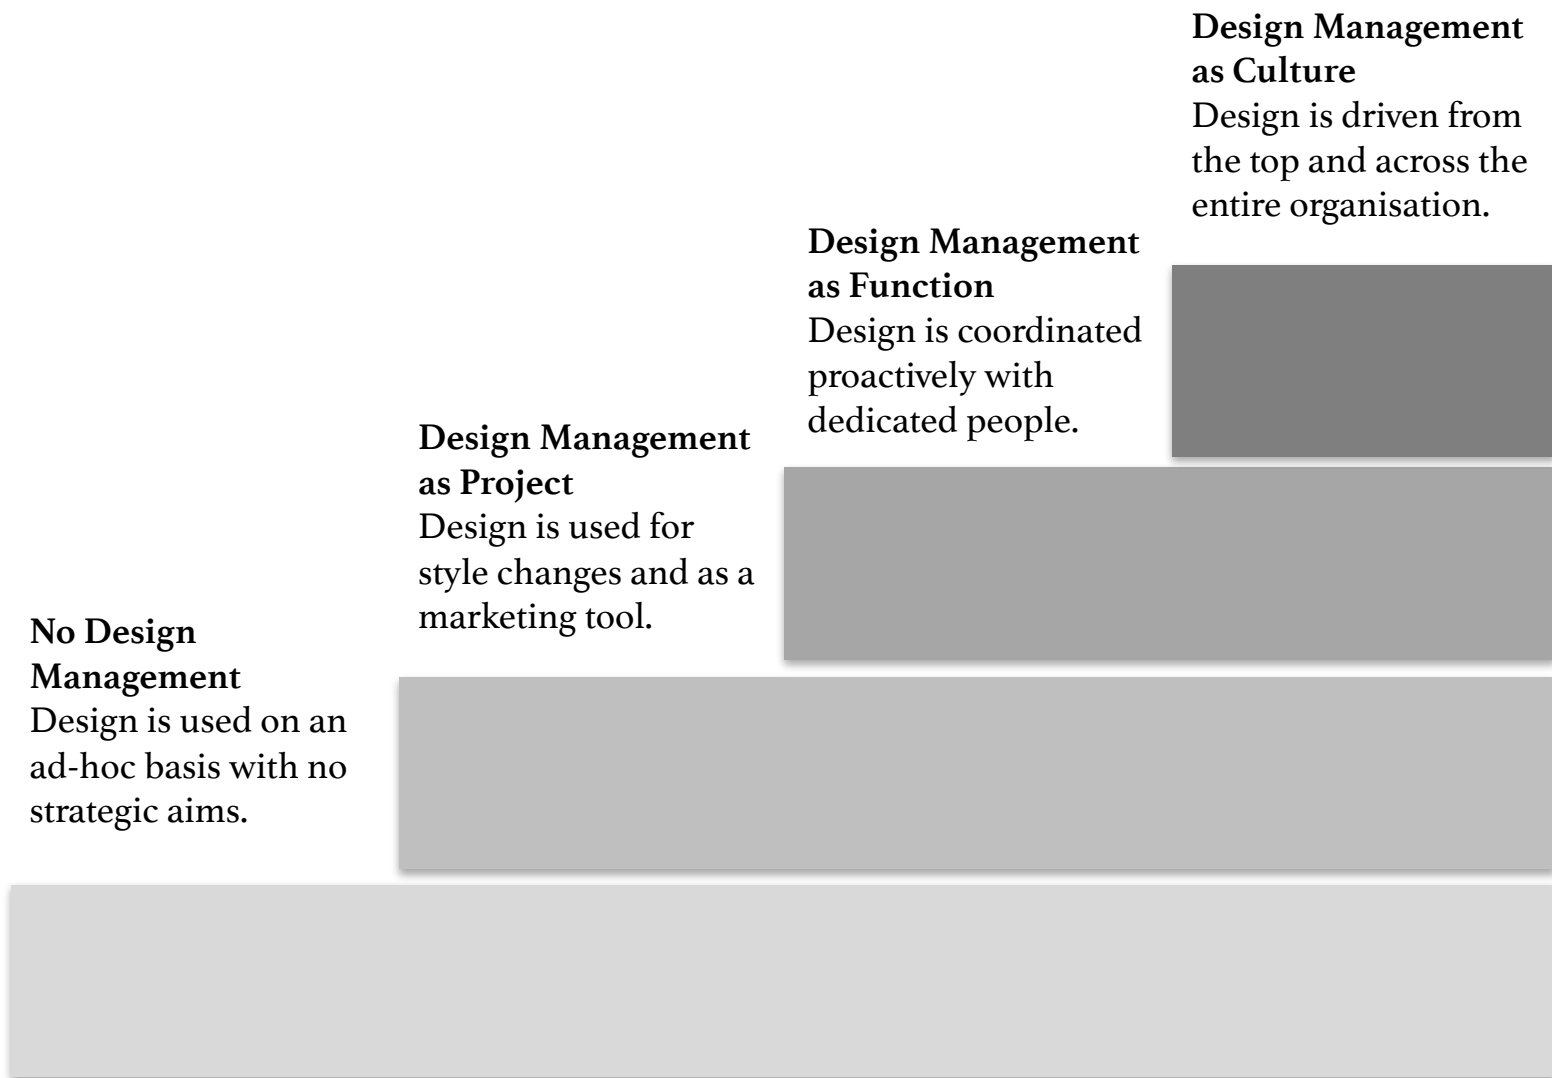 Design Management
as Culture
Design is driven from
the top and across the
entire organisation.
Design Management
as Function
Design is coordinated
proactively with
dedicated people.
Design Management
as Project
Design is used for
style changes and as a
marketing tool.
No Design
Management
Design is used on an
ad-hoc basis with no
strategic aims.